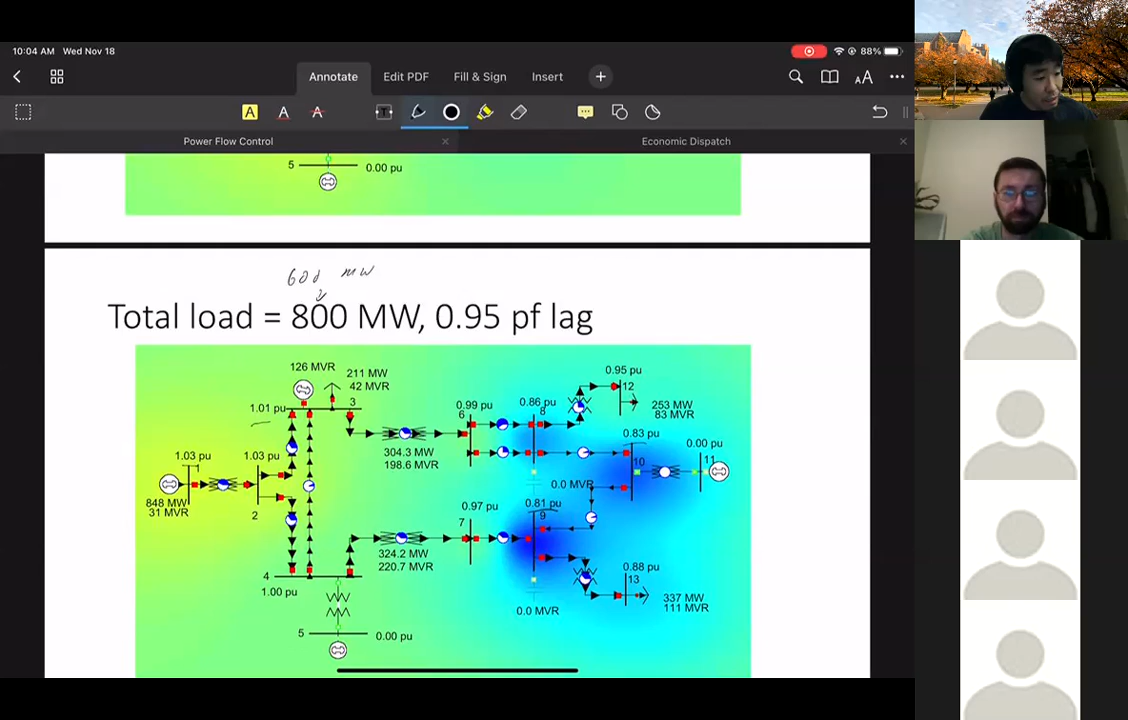 10:04 AM Wed Nov 18
88%
Annotate Edit PDF Fill & Sign Insert
Power Flow Control
Economic Dispatch
5 0.00 pu
600 MW
Total load = 800 MW, 0.95 pf lag
126 MVR
211 MW
42 MVR
1.01 pu
3
0.95 pu
12
253 MW
83 MVR
0.99 pu
6
0.86 pu
8
304.3 MW
198.6 MVR
1.03 pu
1.03 pu
848 MW
31 MVR
2
0.83 pu
10
0.00 pu
11
0.0 MVR
0.81 pu
9
0.97 pu
7
324.2 MW
220.7 MVR
4
1.00 pu
0.88 pu
13
337 MW
111 MVR
0.0 MVR
5 0.00 pu